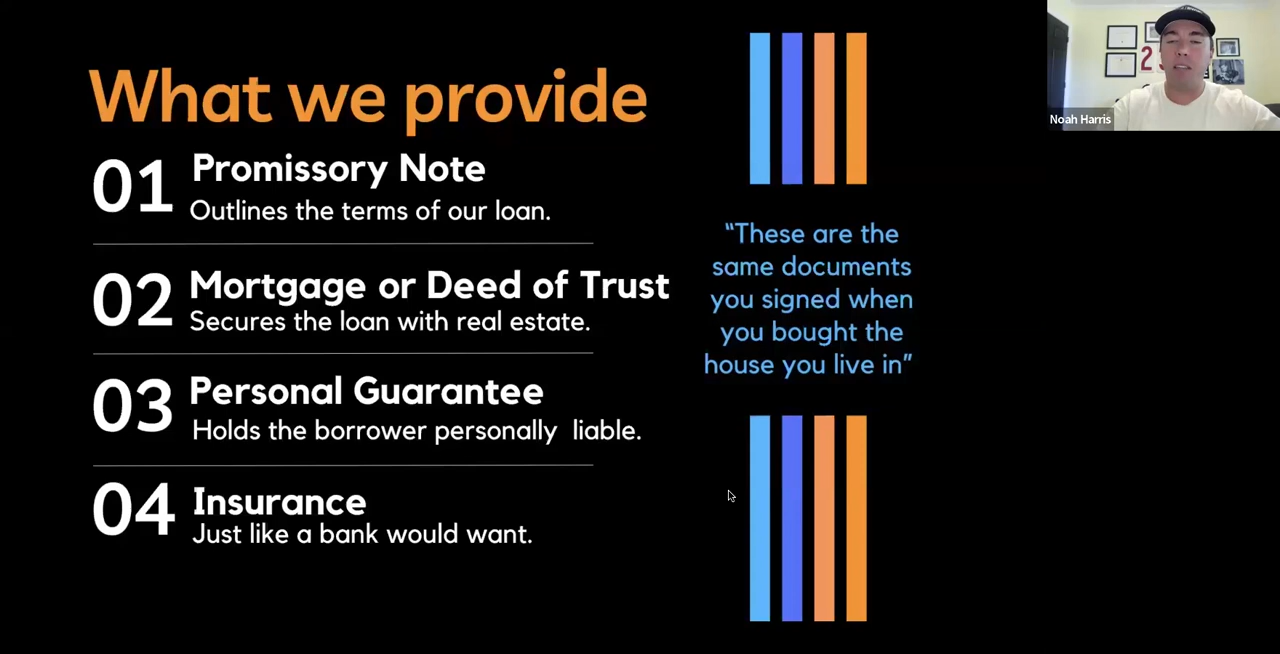 What we provide
01 Promissory Note
Outlines the terms of our loan.
02 Mortgage or Deed of Trust
Secures the loan with real estate.
03 Personal Guarantee
Holds the borrower personally liable.
04 Insurance
Just like a bank would want.
“These are the
same documents
you signed when
you bought the
house you live in”
23
Noah Harris